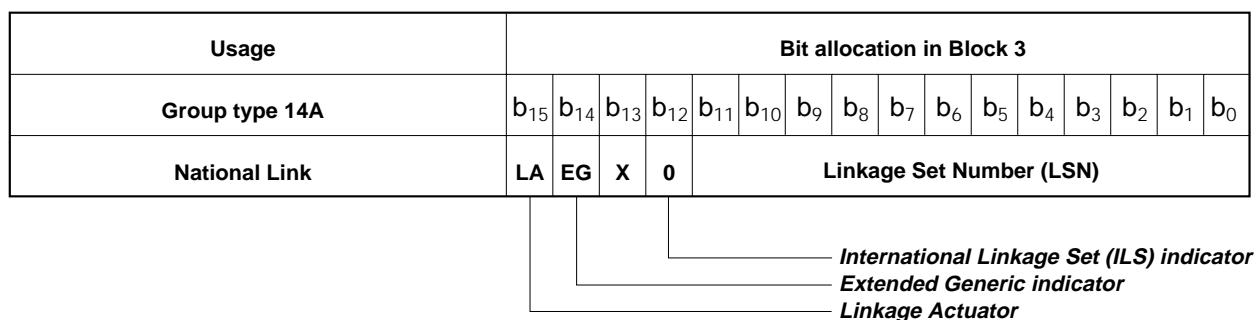 Usage Bit allocation in Block 3
Group type 14A b15 b14 b13 b12 b11 b10 b9 b8 b7 b6 b5 b4 b3 b2 b1 b0
National Link LA EG X 0 Linkage Set Number (LSN)
International Linkage Set (ILS) indicator
Extended Generic indicator
Linkage Actuator